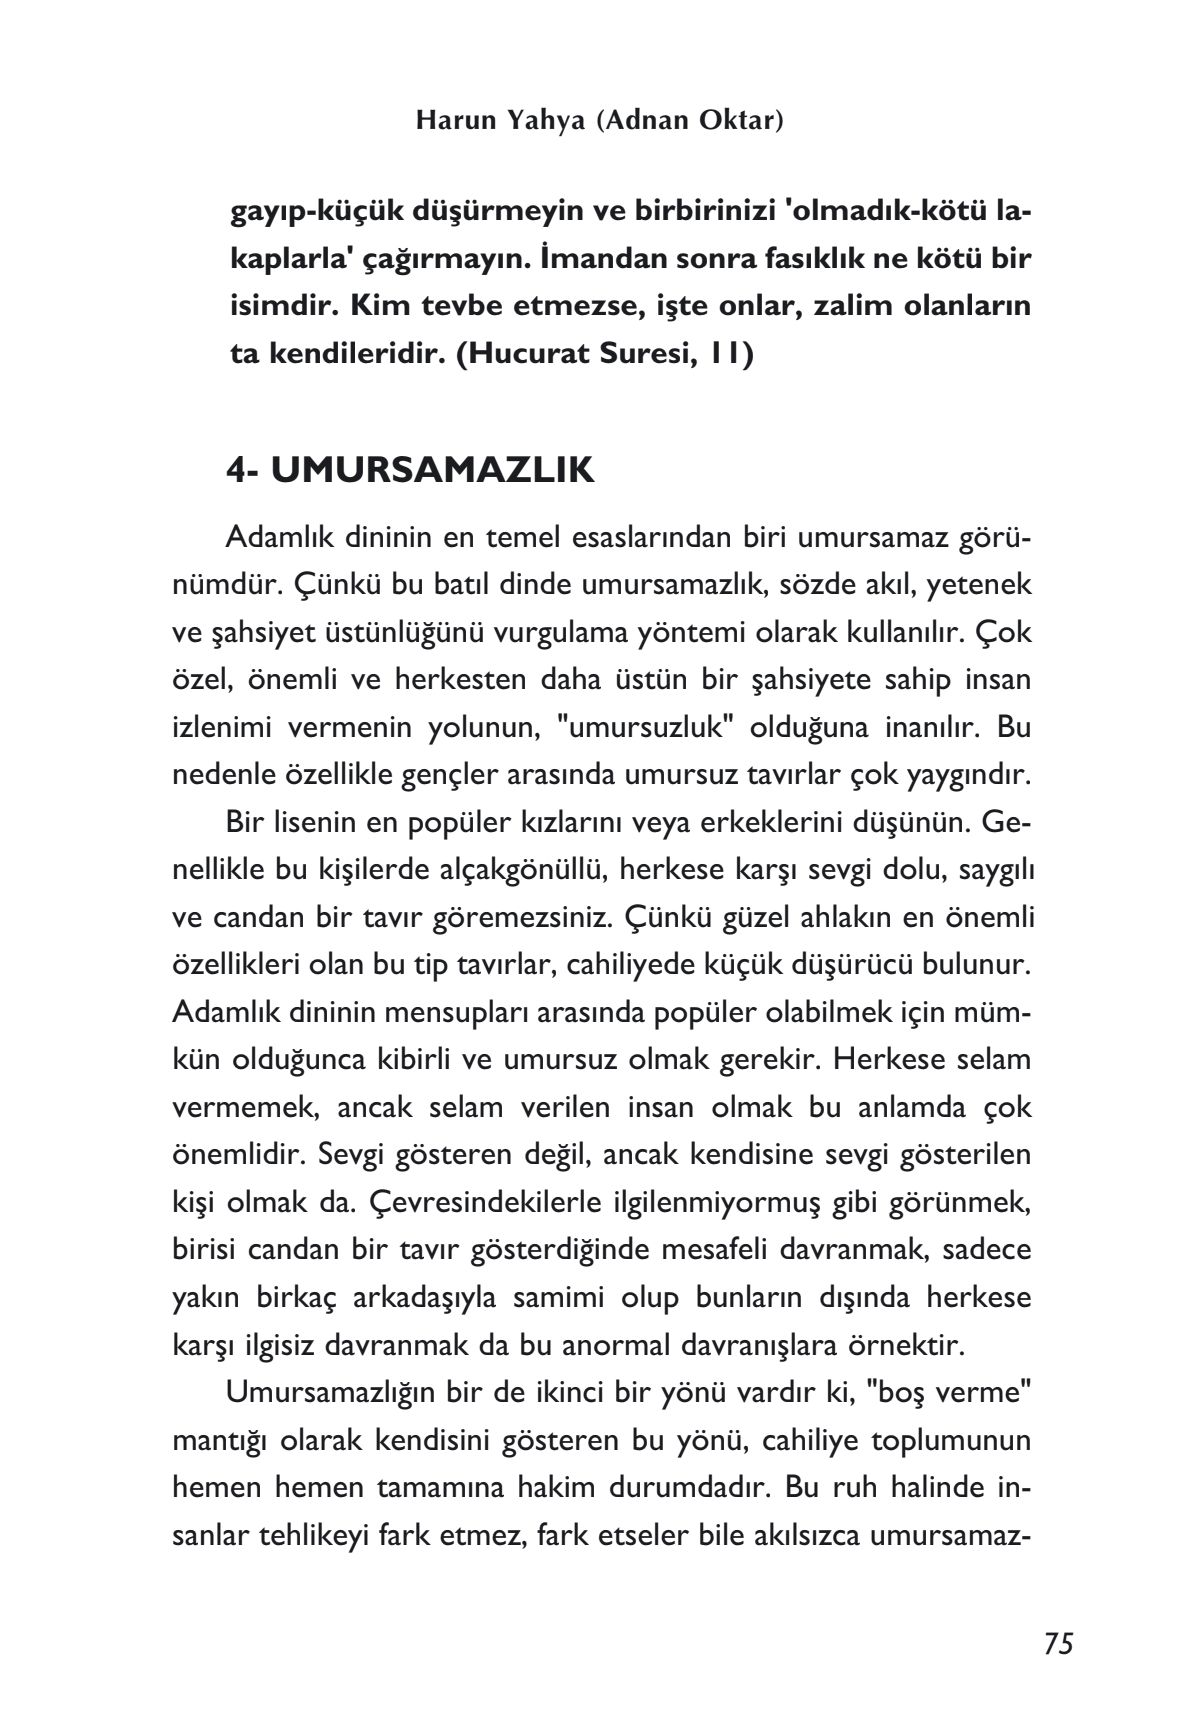 Harun Yahya (Adnan Oktar)
gayıp-küçük düşürmeyin ve birbirinizi 'olmadık-kötü la-
kaplarla' çağırmayın. İmandan sonra fasıklık ne kötü bir
isimdir. Kim tevbe etmezse, işte onlar, zalim olanların
ta kendileridir. (Hucurat Suresi, 11)
4- UMURSAMAZLIK
Adamlık dininin en temel esaslarından biri umursamaz görü-
nümdür. Çünkü bu batıl dinde umursamazlık, sözde akıl, yetenek
ve şahsiyet üstünlüğünü vurgulama yöntemi olarak kullanılır. Çok
özel, önemli ve herkesten daha üstün bir şahsiyete sahip insan
izlenimi vermenin yolunun, "umursuzluk" olduğuna inanılır. Bu
nedenle özellikle gençler arasında umursuz tavırlar çok yaygındır.
Bir lisenin en popüler kızlarını veya erkeklerini düşünün. Ge-
nellikle bu kişilerde alçakgönüllü, herkese karşı sevgi dolu, saygılı
ve candan bir tavır göremezsiniz. Çünkü güzel ahlakın en önemli
özellikleri olan bu tip tavırlar, cahiliyede küçük düşürücü bulunur.
Adamlık dininin mensupları arasında popüler olabilmek için müm-
kün olduğunca kibirli ve umursuz olmak gerekir. Herkese selam
vermemek, ancak selam verilen insan olmak bu anlamda çok
önemlidir. Sevgi gösteren değil, ancak kendisine sevgi gösterilen
kişi olmak da. Çevresindekilerle ilgilenmiyormuş gibi görünmek,
birisi candan bir tavır gösterdiğinde mesafeli davranmak, sadece
yakın birkaç arkadaşıyla samimi olup bunların dışında herkese
karşı ilgisiz davranmak da bu anormal davranışlara örnektir.
Umursamazlığın bir de ikinci bir yönü vardır ki, "boş verme"
mantığı olarak kendisini gösteren bu yönü, cahiliye toplumunun
hemen hemen tamamına hakim durumdadır. Bu ruh halinde in-
sanlar tehlikeyi fark etmez, fark etseler bile akılsızca umursamaz-
75